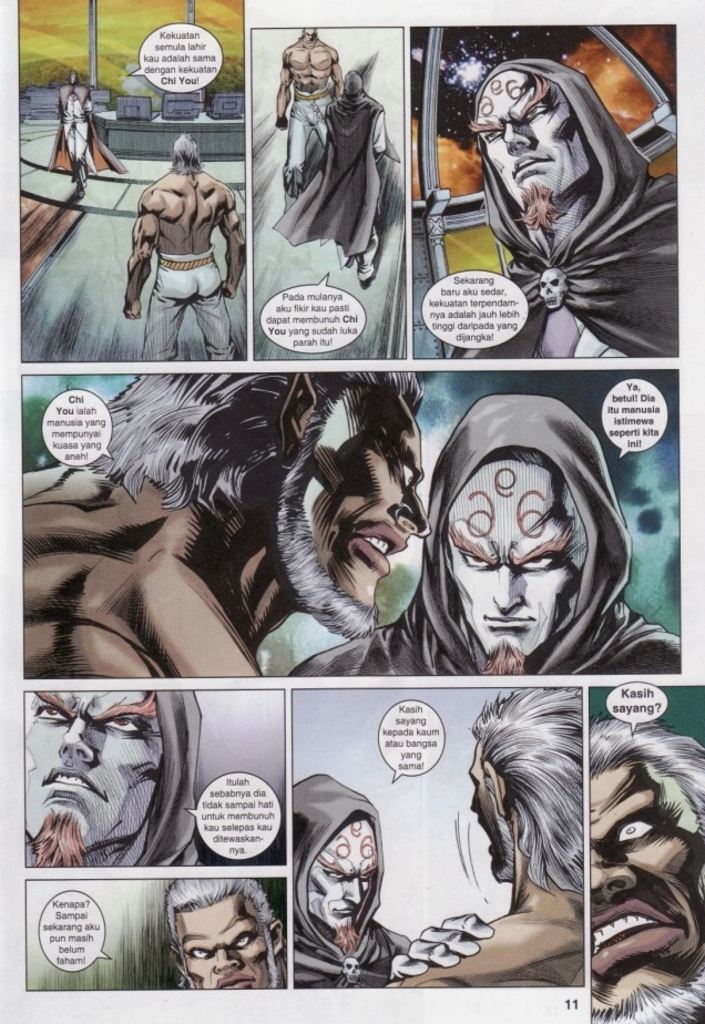 Kekuatan
semula lahir
kau adalah sama
dengan kekuatan
Chi You!
Pada mulanya
aku fikir kau pasti
dapat membunuh Chi
You yang sudah luka
parah itu!
Sekarang
baru aku sedar,
kekuatan terpendam-
nya adalah jauh lebih
tinggi daripada yang
dijangka!
Chi
You ialah
manusia yang
mempunyai
kuasa yang
aneh!
Ya,
betul! Dia
itu manusia
istimewa
seperti kita
ini!
Itulah
sebabnya dia
tidak sampai hati
untuk membunuh
kau selepas kau
ditewaskan-
nya.
Kenapa?
Sampai
sekarang aku
pun masih
belum
faham!
Kasih
sayang
kepada kaum
atau bangsa
yang
sama!
Kasih
sayang?
11